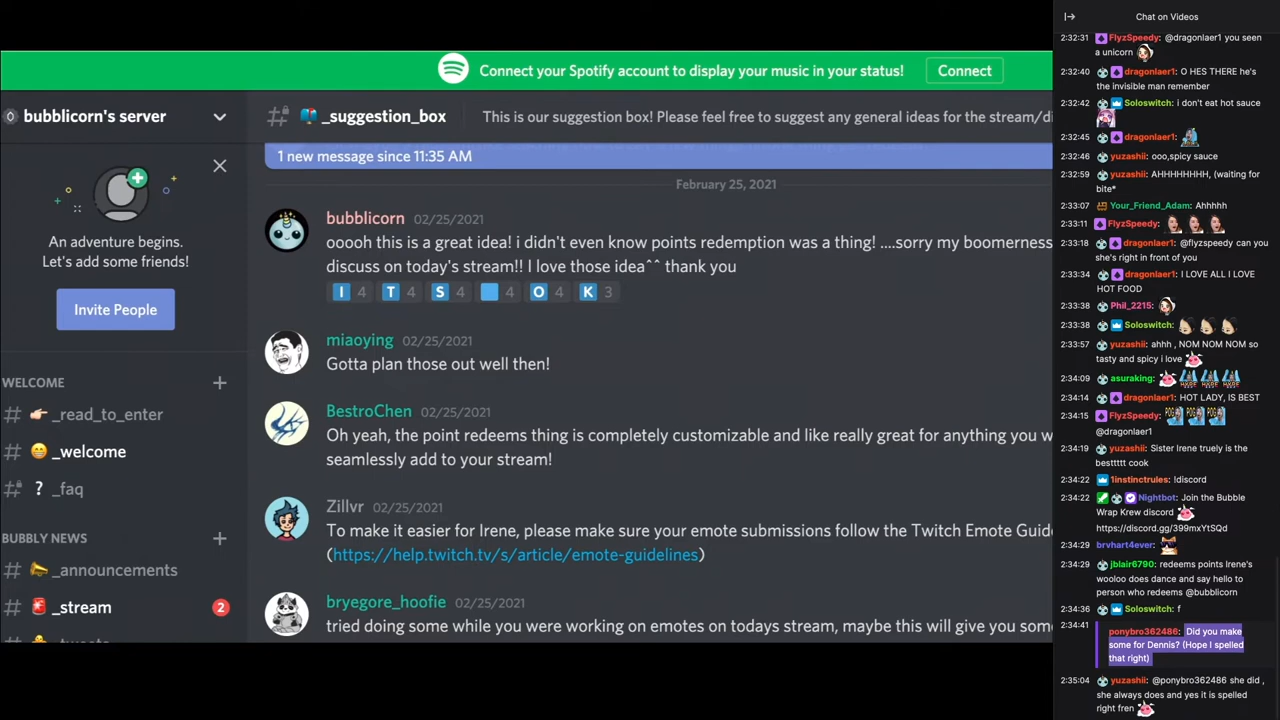 Connect your Spotify account to display your music in your status!
Connect
bubblicorn's server
An adventure begins.
Let's add some friends!
Invite People
WELCOME
# _read_to_enter
# _welcome
# ? _faq
BUBBLY NEWS
# _announcements
# _stream
2
# _suggestion_box
This is our suggestion box! Please feel free to suggest any general ideas for the stream/di
1 new message since 11:35 AM
February 25, 2021
bubblicorn 02/25/2021
ooooh this is a great idea! i didn't even know points redemption was a thing! ....sorry my boomerness
discuss on today's stream!! I love those idea^^ thank you
I 4 T 4 S 4 4 O 4 K 3
miaoying 02/25/2021
Gotta plan those out well then!
BestroChen 02/25/2021
Oh yeah, the point redeems thing is completely customizable and like really great for anything you w
seamlessly add to your stream!
Zillvr 02/25/2021
To make it easier for Irene, please make sure your emote submissions follow the Twitch Emote Guide
(https://help.twitch.tv/s/article/emote-guidelines)
bryegore_hoofie 02/25/2021
tried doing some while you were working on emotes on todays stream, maybe this will give you some
Chat on Videos
2:32:31 FlyzSpeedy: @dragonlaer1 you seen
a unicorn
2:32:40 dragonlaer1: O HES THERE he's
the invisible man remember
2:32:42 Soloswitch: i don't eat hot sauce
2:32:45 dragonlaer1:
2:32:46 yuzashii: ooo,spicy sauce
2:32:59 yuzashii: AHHHHHHH, (waiting for
bite*
2:33:07 Your_Friend_Adam: Ahhhhh
2:33:11 FlyzSpeedy:
2:33:18 dragonlaer1: @flyzspeedy can you
she's right in front of you
2:33:34 dragonlaer1: I LOVE ALL I LOVE
HOT FOOD
2:33:38 Phil_2215:
2:33:38 Soloswitch:
2:33:57 yuzashii: ahhh , NOM NOM NOM so
tasty and spicy i love
2:34:09 asuraking:
2:34:14 dragonlaer1: HOT LADY, IS BEST
2:34:15 FlyzSpeedy:
@dragonlaer1
2:34:19 yuzashii: Sister Irene truely is the
bestttt cook
2:34:22 1instinctrules: !discord
2:34:22 Nightbot: Join the Bubble
Wrap Krew discord
https://discord.gg/399mxYtSQd
2:34:29 brvhart4ever:
2:34:29 jblair6790: redeems points Irene's
wooloo does dance and say hello to
person who redeems @bubblicorn
2:34:36 Soloswitch: f
2:34:41 ponybro362486: Did you make
some for Dennis? (Hope I spelled
that right)
2:35:04 yuzashii: @ponybro362486 she did ,
she always does and yes it is spelled
right fren